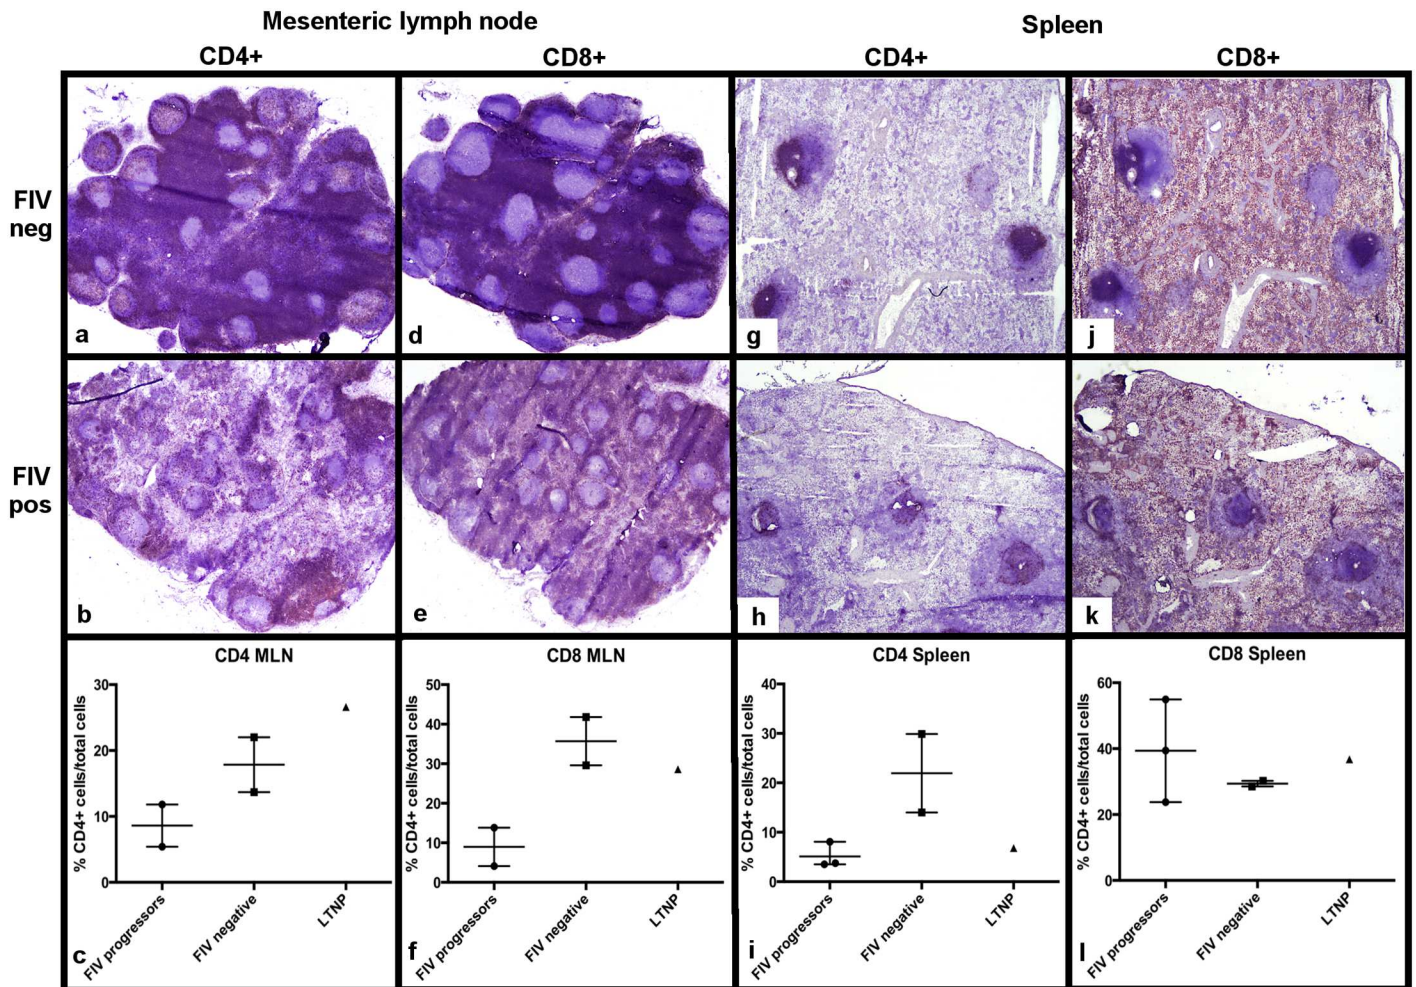 Mesenteric lymph node
Spleen
CD4+
CD8+
CD4+
CD8+
FIV
neg
a
d
g
j
FIV
pos
b
e
h
k
CD4 MLN
% CD4+ cells/total cells
30
20
10
0
FIV progressors
FIV negative
LTNP
c
CD8 MLN
% CD4+ cells/total cells
50
40
30
20
10
0
FIV progressors
FIV negative
LTNP
f
CD4 Spleen
% CD4+ cells/total cells
40
30
20
10
0
FIV progressors
FIV negative
LTNP
i
CD8 Spleen
% CD4+ cells/total cells
60
40
20
0
FIV progressors
FIV negative
LTNP
l